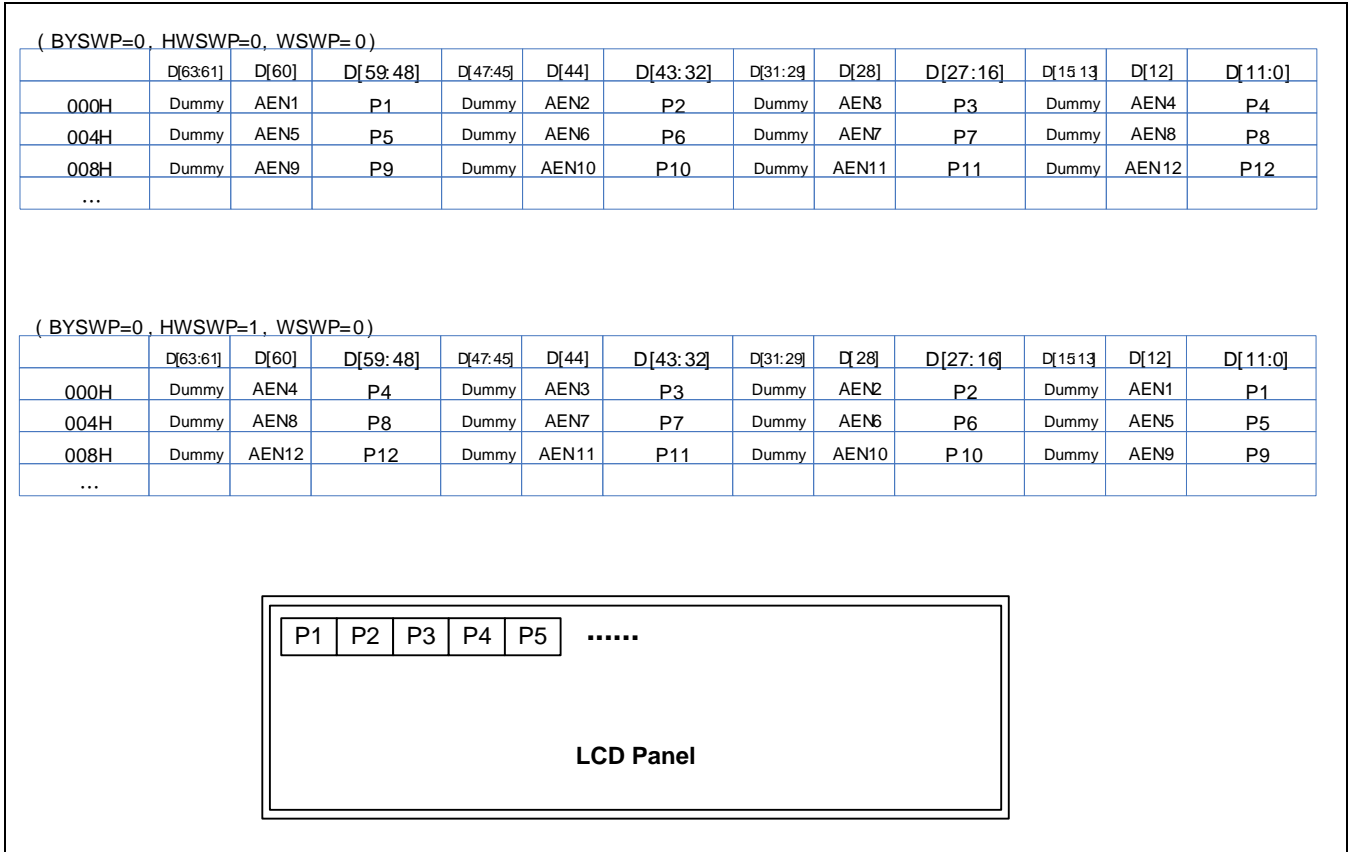 ( BYSWP=0, HWSWP=0, WSWP=0)
D[63:61] D[60] D[59:48] D[47:45] D[44] D[43:32] D[31:29] D[28] D[27:16] D[15:13] D[12] D[11:0]
000H Dummy AEN1 P1 Dummy AEN2 P2 Dummy AEN3 P3 Dummy AEN4 P4
004H Dummy AEN5 P5 Dummy AEN6 P6 Dummy AEN7 P7 Dummy AEN8 P8
008H Dummy AEN9 P9 Dummy AEN10 P10 Dummy AEN11 P11 Dummy AEN12 P12
...
( BYSWP=0, HWSWP=1, WSWP=0)
D[63:61] D[60] D[59:48] D[47:45] D[44] D[43:32] D[31:29] D[28] D[27:16] D[15:13] D[12] D[11:0]
000H Dummy AEN4 P4 Dummy AEN3 P3 Dummy AEN2 P2 Dummy AEN1 P1
004H Dummy AEN8 P8 Dummy AEN7 P7 Dummy AEN6 P6 Dummy AEN5 P5
008H Dummy AEN12 P12 Dummy AEN11 P11 Dummy AEN10 P10 Dummy AEN9 P9
...
P1 P2 P3 P4 P5 ......
LCD Panel